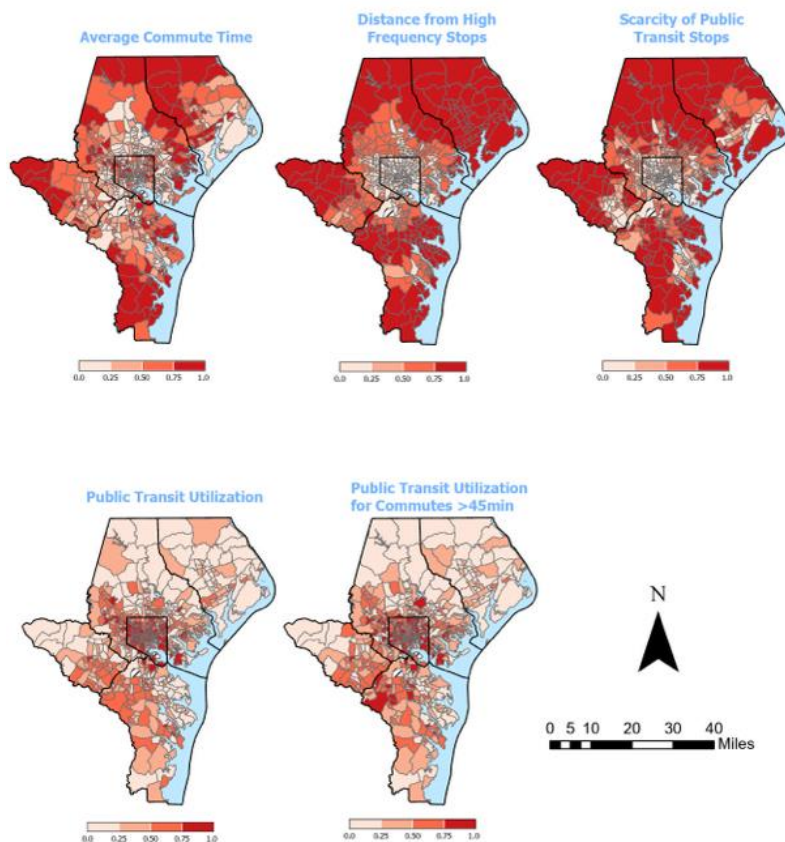 Average Commute Time
Distance from High
Frequency Stops
Scarcity of Public
Transit Stops
0.0 0.25 0.50 0.75 1.0
0.0 0.25 0.50 0.75 1.0
0.0 0.25 0.50 0.75 1.0
Public Transit Utilization
Public Transit Utilization
for Commutes >45min
N
0 5 10 20 30 40
Miles
0.0 0.25 0.50 0.75 1.0
0.0 0.25 0.50 0.75 1.0